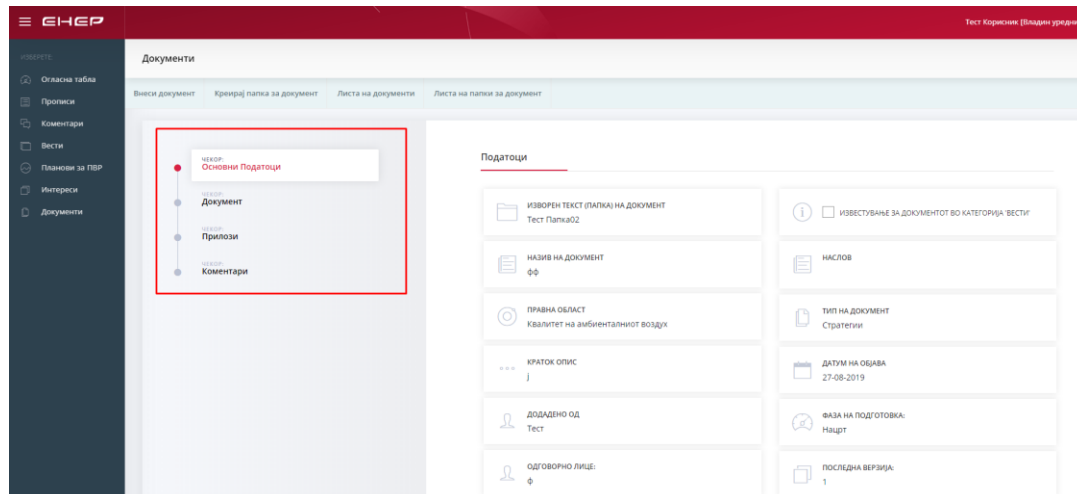 ЕНЕР
Тест Корисник [Владин уредни
ИЗБЕРЕТЕ
Огласна табла
Прописи
Коментари
Вести
Планови за ПВР
Интереси
Документи
Документи
Внеси документ Креирај папка за документ Листа на документи Листа на папки за документ
ЧЕКОР:
Основни Податоци
ЧЕКОР:
Документ
ЧЕКОР:
Прилози
ЧЕКОР:
Коментари
Податоци
ИЗВОРЕН ТЕКСТ (ПАПКА) НА ДОКУМЕНТ
Тест Папка02
ИЗВЕСТУВАЊЕ ЗА ДОКУМЕНТОТ ВО КАТЕГОРИЈА 'ВЕСТИ'
НАЗИВ НА ДОКУМЕНТ
фф
НАСЛОВ
ПРАВНА ОБЛАСТ
Квалитет на амбиенталниот воздух
ТИП НА ДОКУМЕНТ
Стратегии
КРАТОК ОПИС
ј
ДАТУМ НА ОБЈАВА
27-08-2019
ДОДАДЕНО ОД
Тест
ФАЗА НА ПОДГОТОВКА:
Нацрт
ОДГОВОРНО ЛИЦЕ:
ф
ПОСЛЕДНА ВЕРЗИЈА:
1